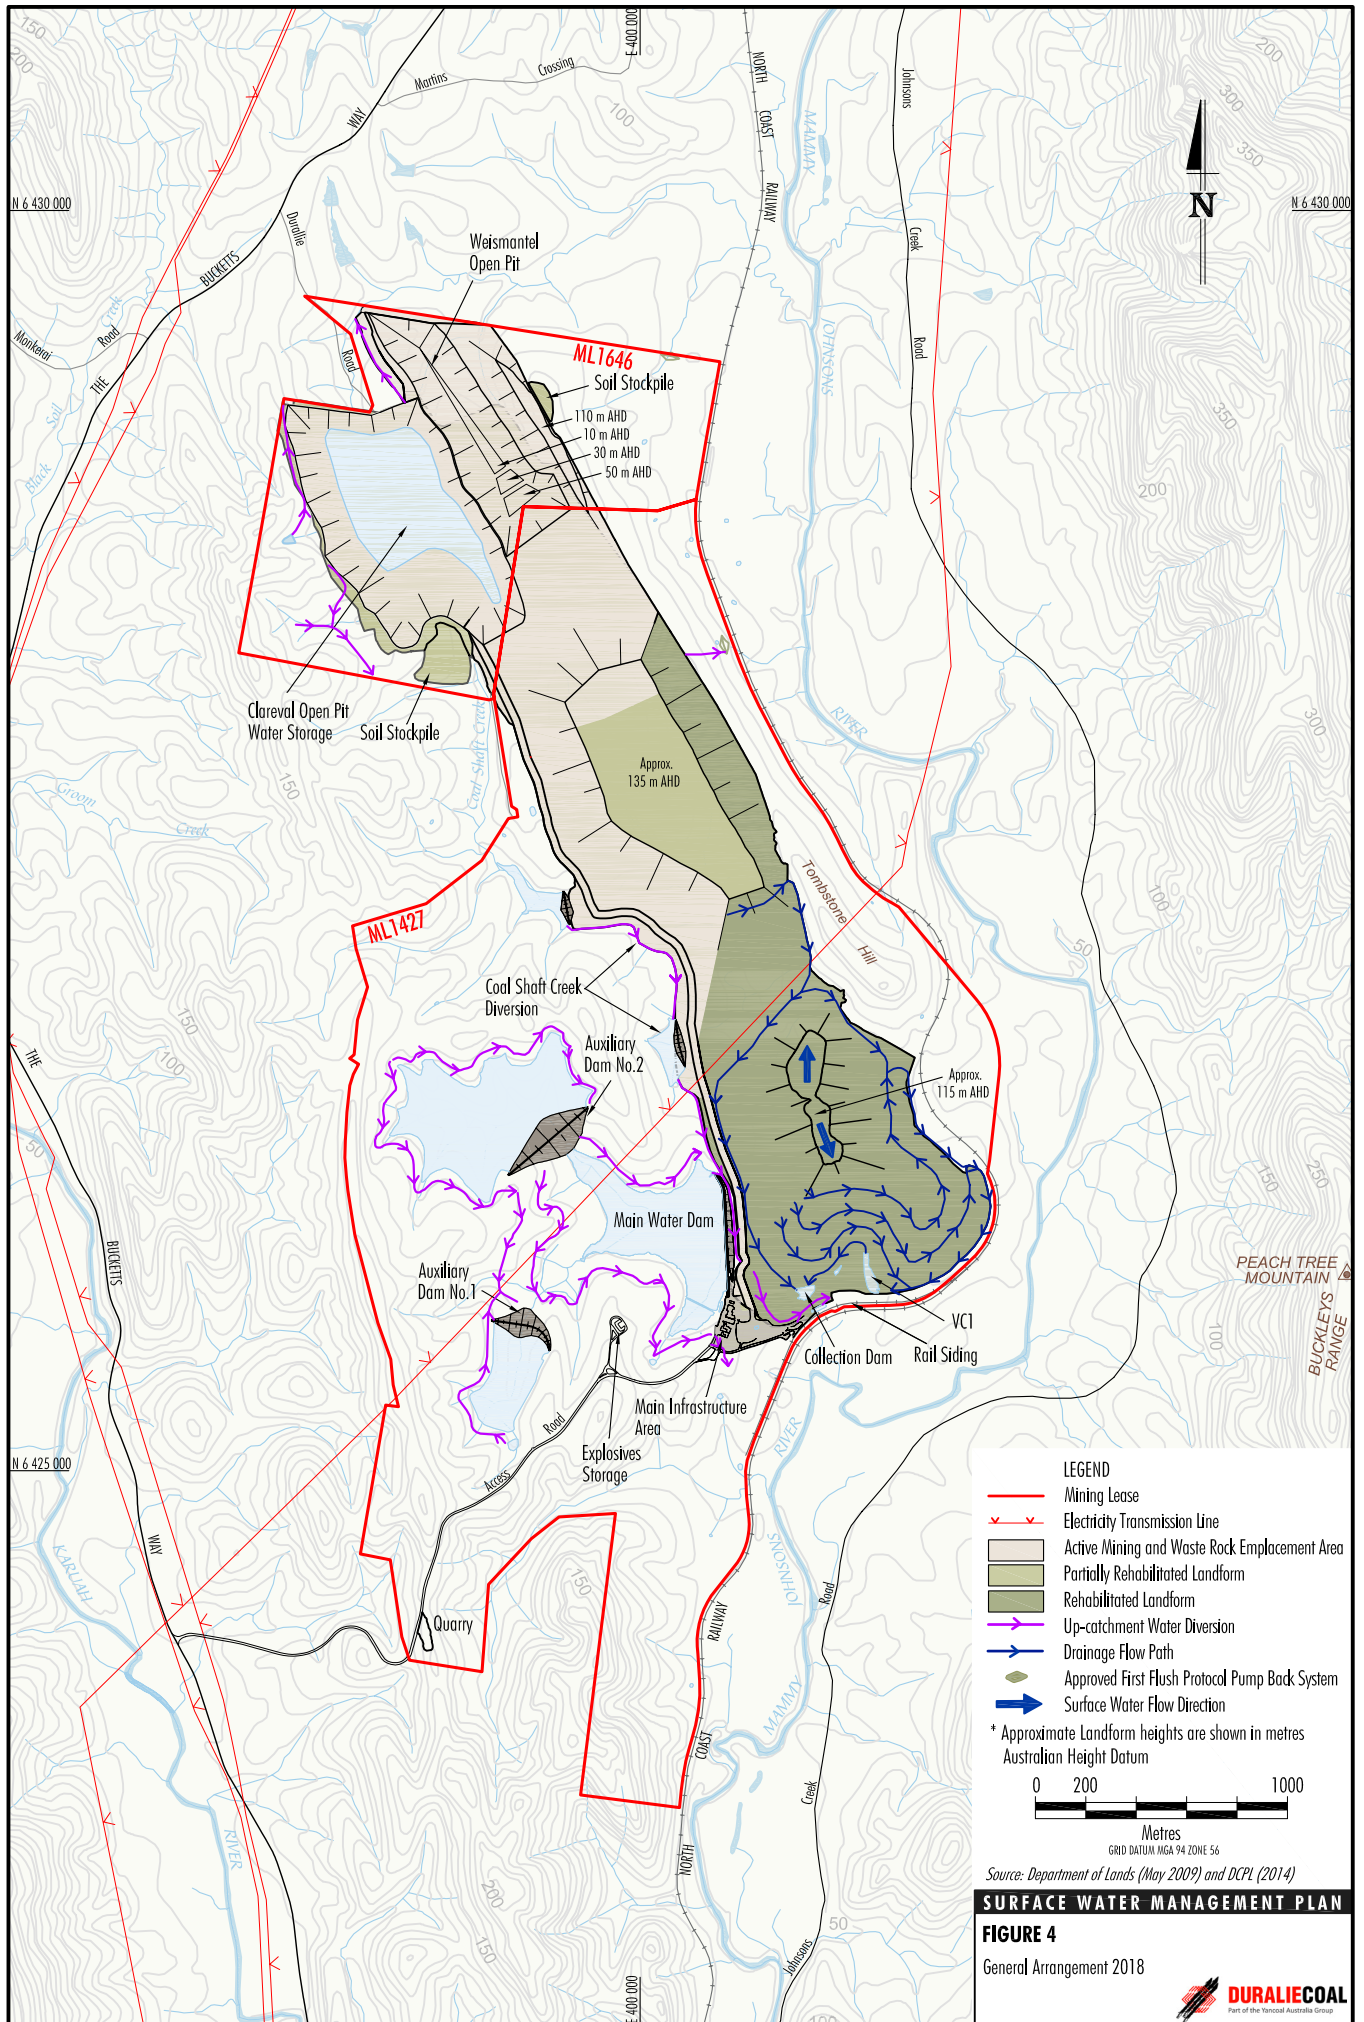 150
200
E 400 000
Martins
Crossing
NORTH
COAST
RAILWAY
MAMMY
JOHNSONS
RIVER
Johnsons
Creek
Road
200
300
350
WAY
BUCKETTS
THE
100
N 6 430 000
N 6 430 000
N
Durallie
Road
Weismantel
Open Pit
Monkerai
Road
Black
Soil
Creek
ML1646
Soil Stockpile
110 m AHD
10 m AHD
30 m AHD
50 m AHD
350
200
300
Clareval Open Pit
Water Storage
Soil Stockpile
Coal Shaft Creek
150
Groom
Creek
Approx.
135 m AHD
Tombstone
Hill
100
50
ML1427
Coal Shaft Creek
Diversion
Auxiliary
Dam No.2
Approx.
115 m AHD
150
100
THE
50
BUCKETTS
WAY
Main Water Dam
Auxiliary
Dam No.1
150
250
PEACH TREE
MOUNTAIN
BUCKLEYS
RANGE
100
VC1
Collection Dam
Rail Siding
Main Infrastructure
Area
Explosives
Storage
Access
Road
N 6 425 000
KARUAH
RIVER
Quarry
150
RIVER
JOHNSONS
MAMMY
RAILWAY
COAST
NORTH
Road
Creek
Johnsons
200
150
50
100
E 400 000
LEGEND
Mining Lease
Electricity Transmission Line
Active Mining and Waste Rock Emplacement Area
Partially Rehabilitated Landform
Rehabilitated Landform
Up-catchment Water Diversion
Drainage Flow Path
Approved First Flush Protocol Pump Back System
Surface Water Flow Direction
* Approximate Landform heights are shown in metres
Australian Height Datum
0 200 1000
Metres
GRID DATUM MGA 94 ZONE 56
Source: Department of Lands (May 2009) and DCPL (2014)
SURFACE WATER MANAGEMENT PLAN
FIGURE 4
General Arrangement 2018
DURALIECOAL
Part of the Yancoal Australia Group